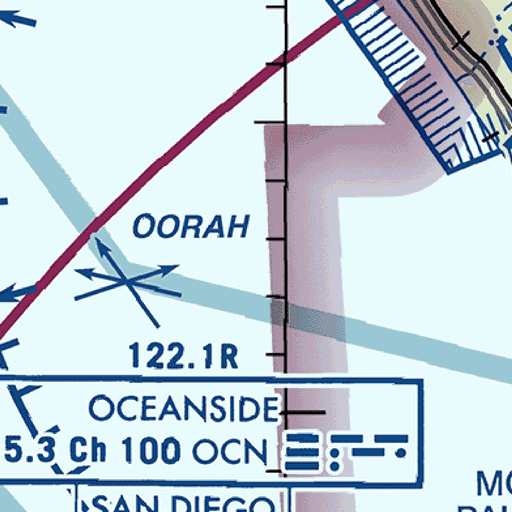 OORAH
122.1R
OCEANSIDE
5.3 Ch 100 OCN
SAN DIEGO